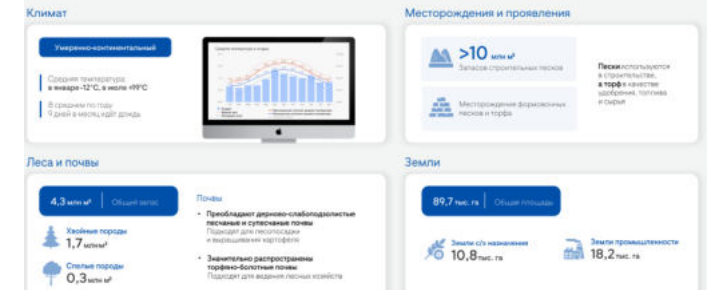 Климат
Умеренно-континентальный
Средняя температура
в январе -12°С, в июле +19°С
В среднем по году
9 дней в месяц идёт дождь
Средняя температура и осадки
Месторождения и проявления
>10 млн м³
Запасов строительных песков
Месторождения формовочных
песков и торфа
Пески используются
в строительстве,
а торф в качестве
удобрения, топлива
и сырья
Леса и почвы
4,3 млн м³ Общий запас
Хвойные породы
1,7 млн м³
Спелые породы
0,3 млн м³
Почвы
• Преобладают дерново-слабоподзолистые
песчаные и супесчаные почвы
Подходят для лесопосадки
и выращивания картофеля
• Значительно распространены
торфяно-болотные почвы
Подходят для ведения лесных хозяйств
Земли
89,7 тыс. га Общая площадь
Земли с/х назначения
10,8 тыс. га
Земли промышленности
18,2 тыс. га